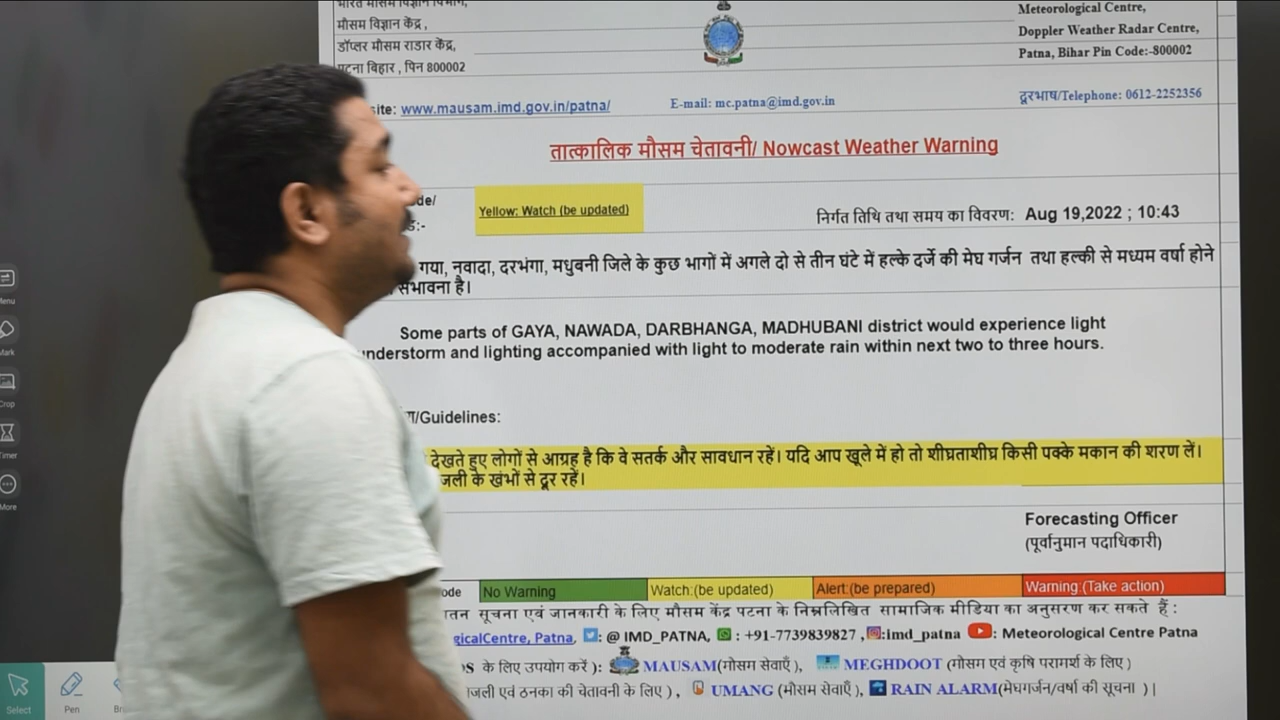 भारत मौसम विज्ञान विभाग,
मौसम विज्ञान केंद्र ,
डॉप्लर मौसम राडार केंद्र,
पटना बिहार , पिन 800002
Meteorological Centre,
Doppler Weather Radar Centre,
Patna, Bihar Pin Code:-800002
ite: www.mausam.imd.gov.in/patna/ E-mail: mc.patna@imd.gov.in दूरभाष/Telephone: 0612-2252356
तात्कालिक मौसम चेतावनी/ Nowcast Weather Warning
de/
ड:-
Yellow: Watch (be updated)
निर्गत तिथि तथा समय का विवरण: Aug 19,2022 ; 10:43
गया, नवादा, दरभंगा, मधुबनी जिले के कुछ भागों में अगले दो से तीन घंटे में हल्के दर्जे की मेघ गर्जन तथा हल्की से मध्यम वर्षा होने
संभावना है।
Some parts of GAYA, NAWADA, DARBHANGA, MADHUBANI district would experience light
understorm and lighting accompanied with light to moderate rain within next two to three hours.
/Guidelines:
देखते हुए लोगों से आग्रह है कि वे सतर्क और सावधान रहें। यदि आप खूले में हो तो शीघ्रताशीघ्र किसी पक्के मकान की शरण लें।
जली के खंभों से दूर रहें।
Forecasting Officer
(पूर्वानुमान पदाधिकारी)
ode No Warning Watch:(be updated) Alert:(be prepared) Warning:(Take action)
तन सूचना एवं जानकारी के लिए मौसम केंद्र पटना के निम्नलिखित सामाजिक मीडिया का अनुसरण कर सकते हैं :
gicalCentre, Patna, : @ IMD_PATNA, : +91-7739839827 , :imd_patna : Meteorological Centre Patna
S के लिए उपयोग करें ): MAUSAM(मौसम सेवाएँ ), MEGHDOOT (मौसम एवं कृषि परामर्श के लिए )
जली एवं ठनका की चेतावनी के लिए ) , UMANG (मौसम सेवाएँ ), RAIN ALARM(मेघगर्जन/वर्षा की सूचना ) |
Menu
Mark
Crop
Timer
More
Select Pen